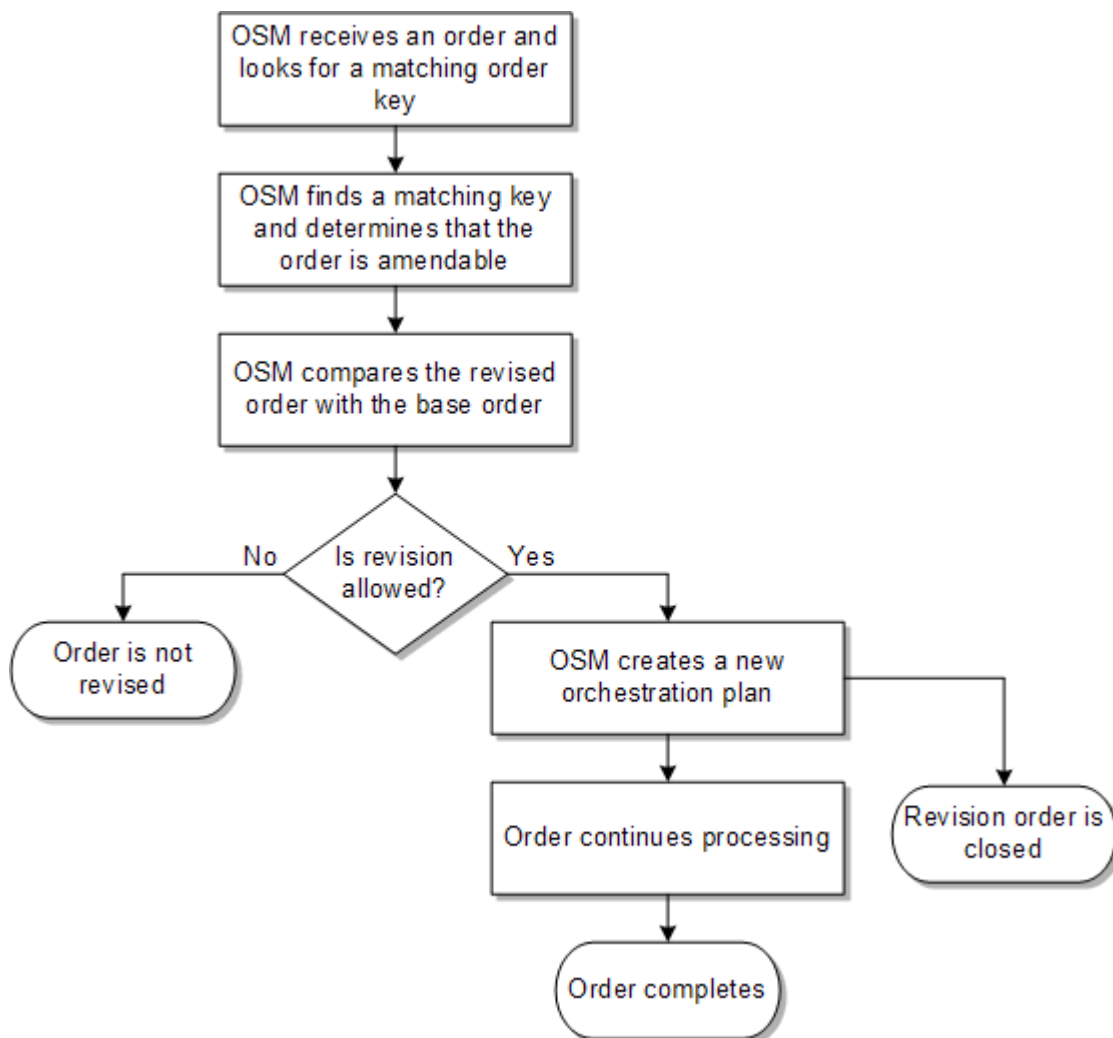 OSM receives an order and
looks for a matching order
key
OSM finds a matching key
and determines that the
order is amendable
OSM compares the revised
order with the base order
No
Is revision
allowed?
Yes
Order is not
revised
OSM creates a new
orchestration plan
Order continues processing
Revision order is
closed
Order completes